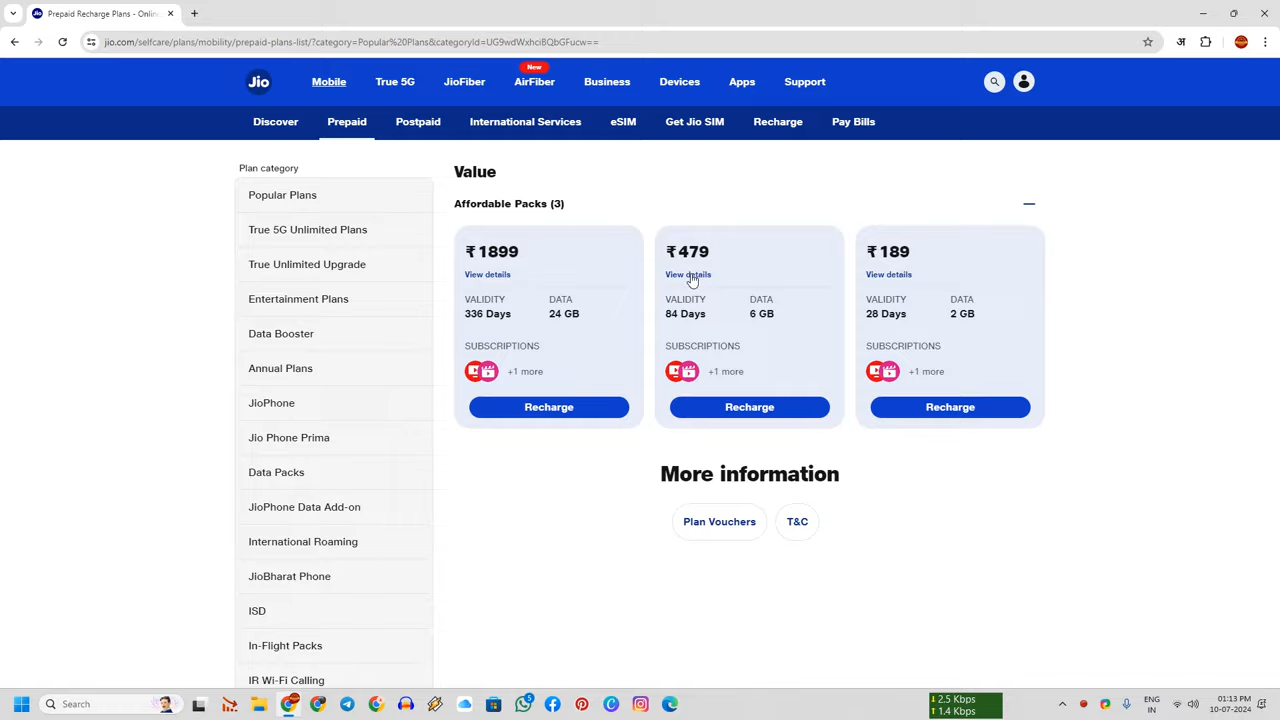 Prepaid Recharge Plans - Onlin
jio.com/selfcare/plans/mobility/prepaid-plans-list/?category=Popular%20Plans&categoryId=UG9wdWxhciBQbGFucw==
अ
Jio
Mobile
True 5G
JioFiber
New
AirFiber
Business
Devices
Apps
Support
Discover
Prepaid
Postpaid
International Services
eSIM
Get Jio SIM
Recharge
Pay Bills
Plan category
Popular Plans
True 5G Unlimited Plans
True Unlimited Upgrade
Entertainment Plans
Data Booster
Annual Plans
JioPhone
Jio Phone Prima
Data Packs
JioPhone Data Add-on
International Roaming
JioBharat Phone
ISD
In-Flight Packs
IR Wi-Fi Calling
Value
Affordable Packs (3)
₹1899
View details
VALIDITY DATA
336 Days 24 GB
SUBSCRIPTIONS
+1 more
Recharge
₹479
View details
VALIDITY DATA
84 Days 6 GB
SUBSCRIPTIONS
+1 more
Recharge
₹189
View details
VALIDITY DATA
28 Days 2 GB
SUBSCRIPTIONS
+1 more
Recharge
More information
Plan Vouchers
T&C
Search
5
2.5 Kbps
1.4 Kbps
ENG
IN
01:13 PM
10-07-2024